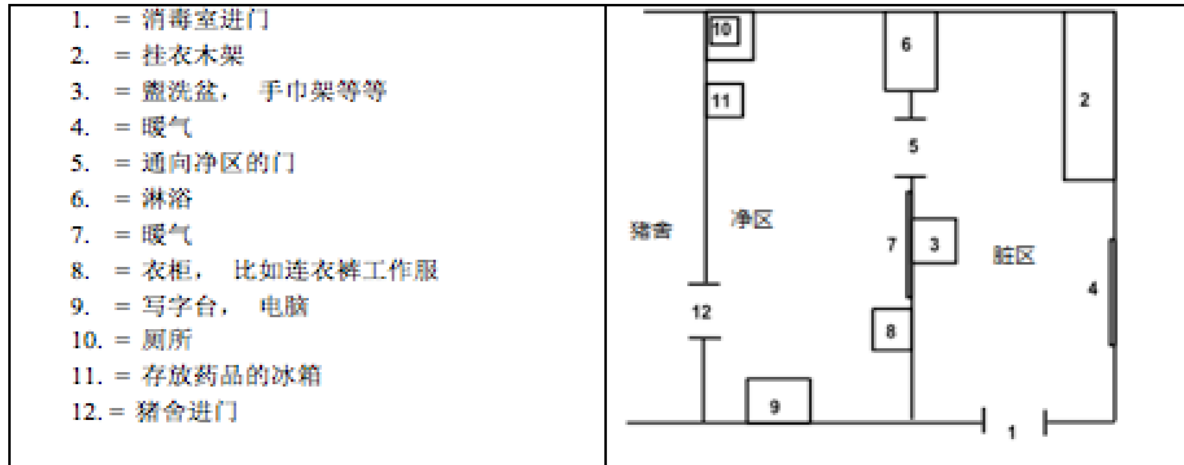 1. = 消毒室进门
2. = 挂衣木架
3. = 盥洗盆， 手巾架等等
4. = 暖气
5. = 通向净区的门
6. = 淋浴
7. = 暖气
8. = 衣柜， 比如连衣裤工作服
9. = 写字台， 电脑
10. = 厕所
11. = 存放药品的冰箱
12. = 猪舍进门
10
6
11
2
5
猪舍
净区
7
3
脏区
4
12
8
9
1